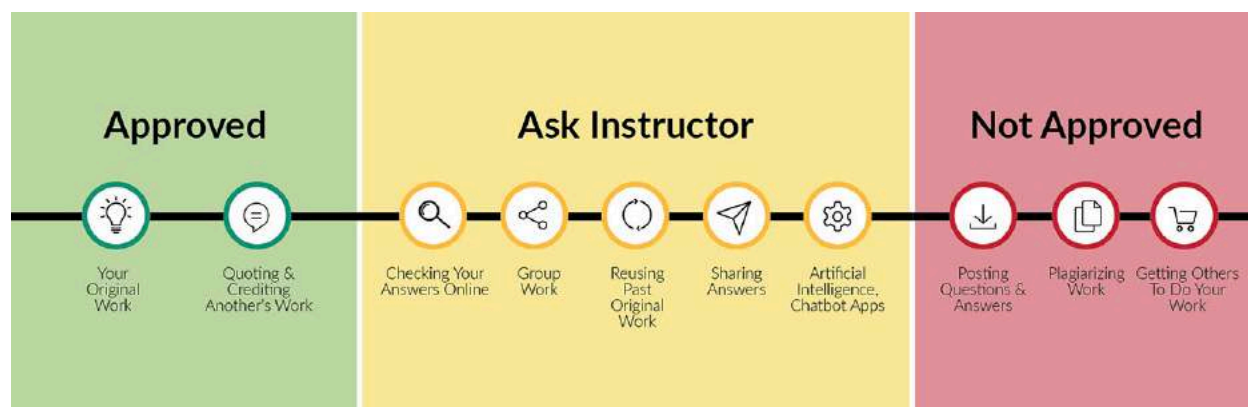 Approved
Your
Original
Work
Quoting &
Crediting
Another's Work
Ask Instructor
Checking Your
Answers Online
Group
Work
Reusing
Past
Original
Work
Sharing
Answers
Artificial
Intelligence,
Chatbot Apps
Not Approved
Posting
Questions &
Answers
Plagiarizing
Work
Getting Others
To Do Your
Work